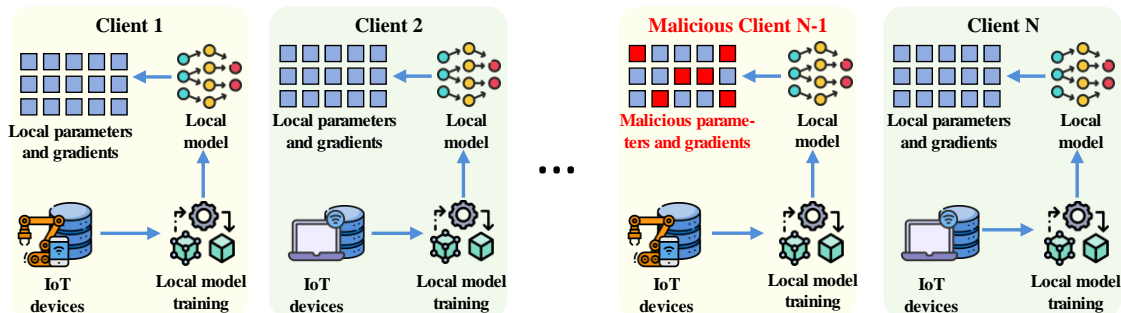 Client 1
Local parameters
and gradients
Local
model
IoT
devices
Local model
training
Client 2
Local parameters
and gradients
Local
model
IoT
devices
Local model
training
...
Malicious Client N-1
Malicious parame-
ters and gradients
Local
model
IoT
devices
Local model
training
Client N
Local parameters
and gradients
Local
model
IoT
devices
Local model
training